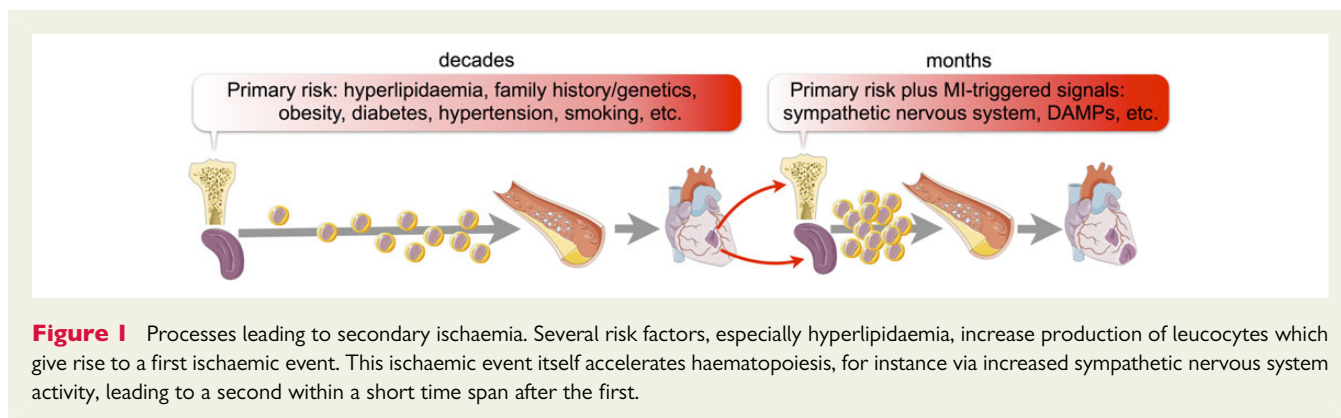 decades
Primary risk: hyperlipidaemia, family history/genetics,
obesity, diabetes, hypertension, smoking, etc.
months
Primary risk plus MI-triggered signals:
sympathetic nervous system, DAMPs, etc.
Figure 1 Processes leading to secondary ischaemia. Several risk factors, especially hyperlipidaemia, increase production of leucocytes which
give rise to a first ischaemic event. This ischaemic event itself accelerates haematopoiesis, for instance via increased sympathetic nervous system
activity, leading to a second within a short time span after the first.